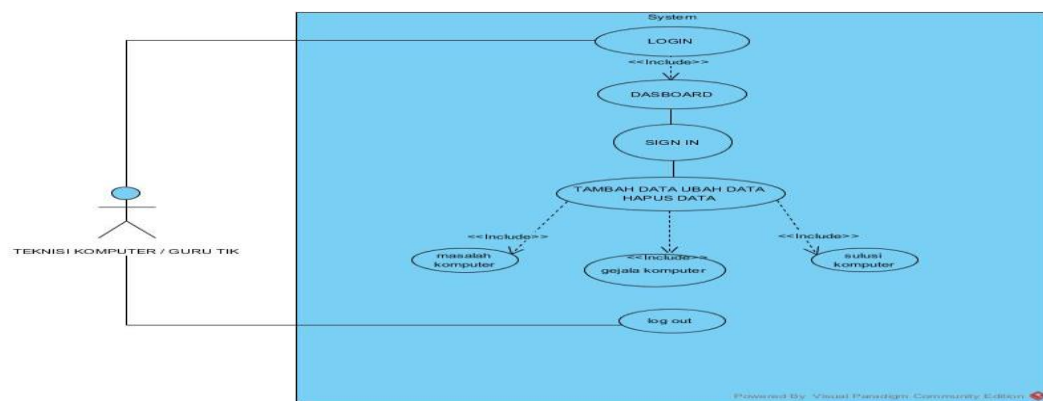 System
LOGIN
<<Include>>
DASBOARD
SIGN IN
TAMBAH DATA UBAH DATA
HAPUS DATA
<<Include>>
<<Include>>
<<Include>>
masalah
komputer
gejala komputer
sulusi
komputer
TEKNISI KOMPUTER / GURU TIK
log out
Powered By Visual Paradigm Community Edition